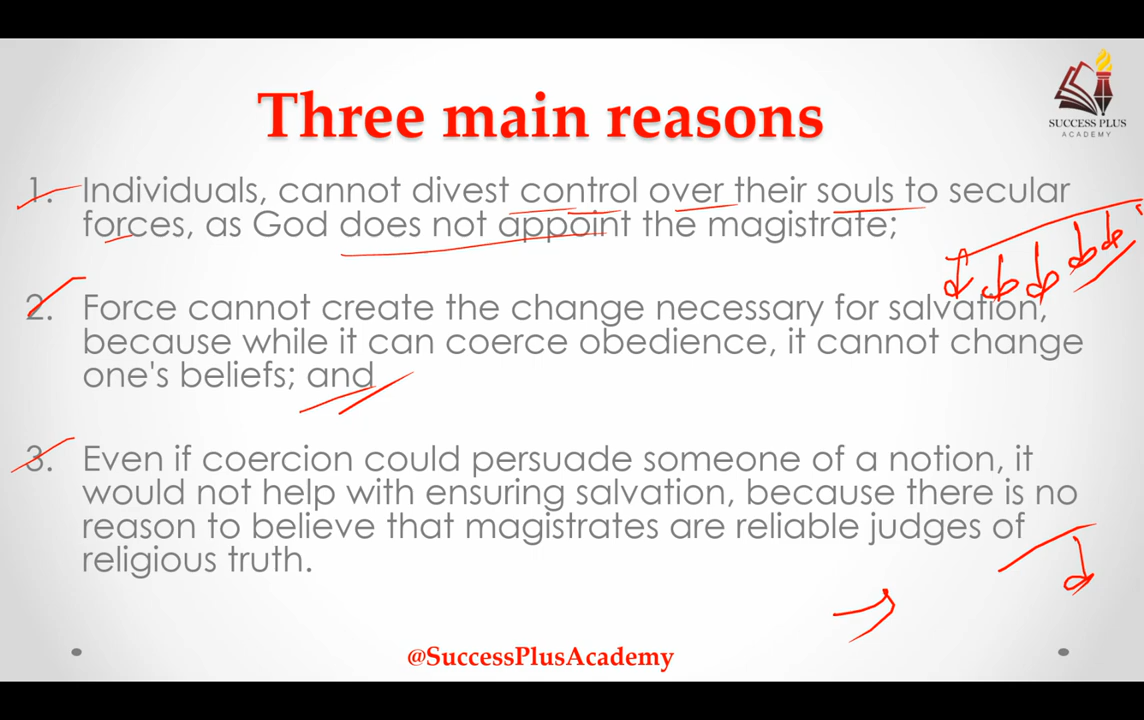 SUCCESS PLUS
ACADEMY
Three main reasons
1. Individuals, cannot divest control over their souls to secular
forces, as God does not appoint the magistrate;
2. Force cannot create the change necessary for salvation,
because while it can coerce obedience, it cannot change
one's beliefs; and
3. Even if coercion could persuade someone of a notion, it
would not help with ensuring salvation, because there is no
reason to believe that magistrates are reliable judges of
religious truth.
@SuccessPlusAcademy